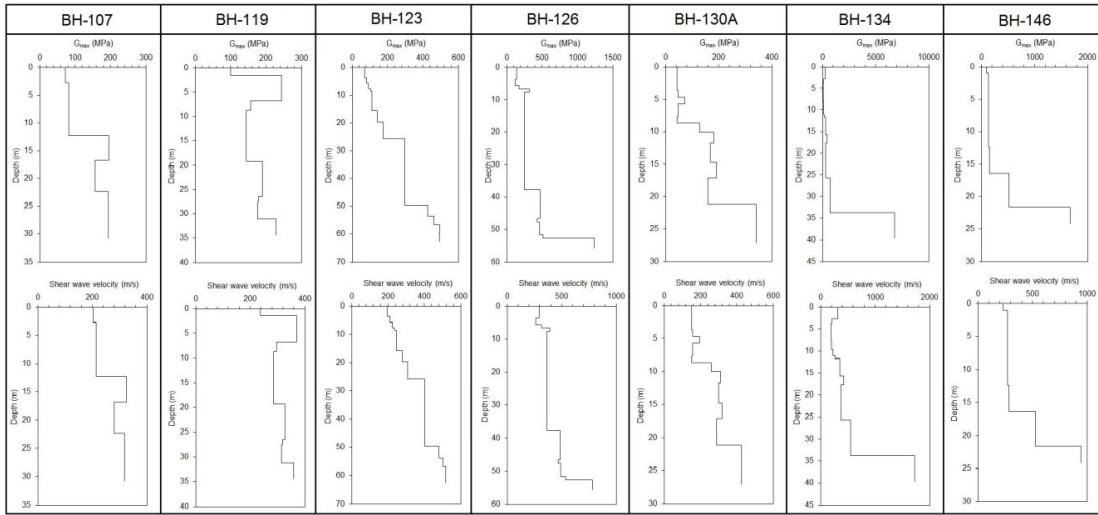 BH-107 BH-119 BH-123 BH-126 BH-130A BH-134 BH-146
Gmax (MPa) Gmax (MPa) Gmax (MPa) Gmax (MPa) Gmax (MPa) Gmax (MPa) Gmax (MPa)
0 100 200 300 0 100 200 300 0 200 400 600 0 500 1000 1500 0 200 400 0 5000 10000 0 500 1000 1500 2000
Depth (m) Depth (m) Depth (m) Depth (m) Depth (m) Depth (m) Depth (m)
0 0 0 0 0 0 0
5 5 10 10 5 5 5
10 10 20 20 10 10 10
15 15 30 30 15 15 15
20 20 40 40 20 20 20
25 25 50 50 25 25 25
30 30 60 60 30 30 30
35 35 70 35
40 40
45
Shear wave velocity (m/s) Shear wave velocity (m/s) Shear wave velocity (m/s) Shear wave velocity (m/s) Shear wave velocity (m/s) Shear wave velocity (m/s) Shear wave velocity (m/s)
0 200 400 0 100 200 300 400 0 200 400 600 0 500 1000 0 200 400 600 0 1000 2000 0 500 1000
Depth (m) Depth (m) Depth (m) Depth (m) Depth (m) Depth (m) Depth (m)
0 0 0 0 0 0 0
5 5 10 10 5 5 5
10 10 20 20 10 10 10
15 15 30 30 15 15 15
20 20 40 40 20 20 20
25 25 50 50 25 25 25
30 30 60 60 30 30 30
35 35 70 35
40 40
45